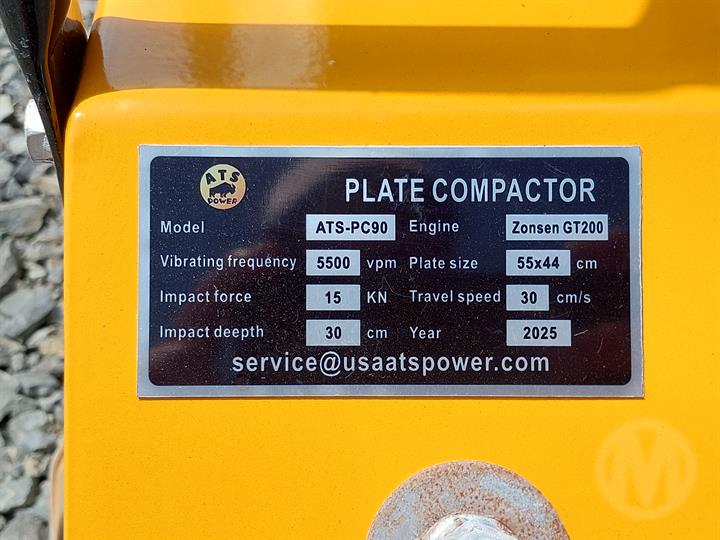 ATS
POWER
PLATE COMPACTOR
Model ATS-PC90 Engine Zonsen GT200
Vibrating frequency 5500 vpm Plate size 55x44 cm
Impact force 15 KN Travel speed 30 cm/s
Impact deepth 30 cm Year 2025
service@usaatspower.com
M